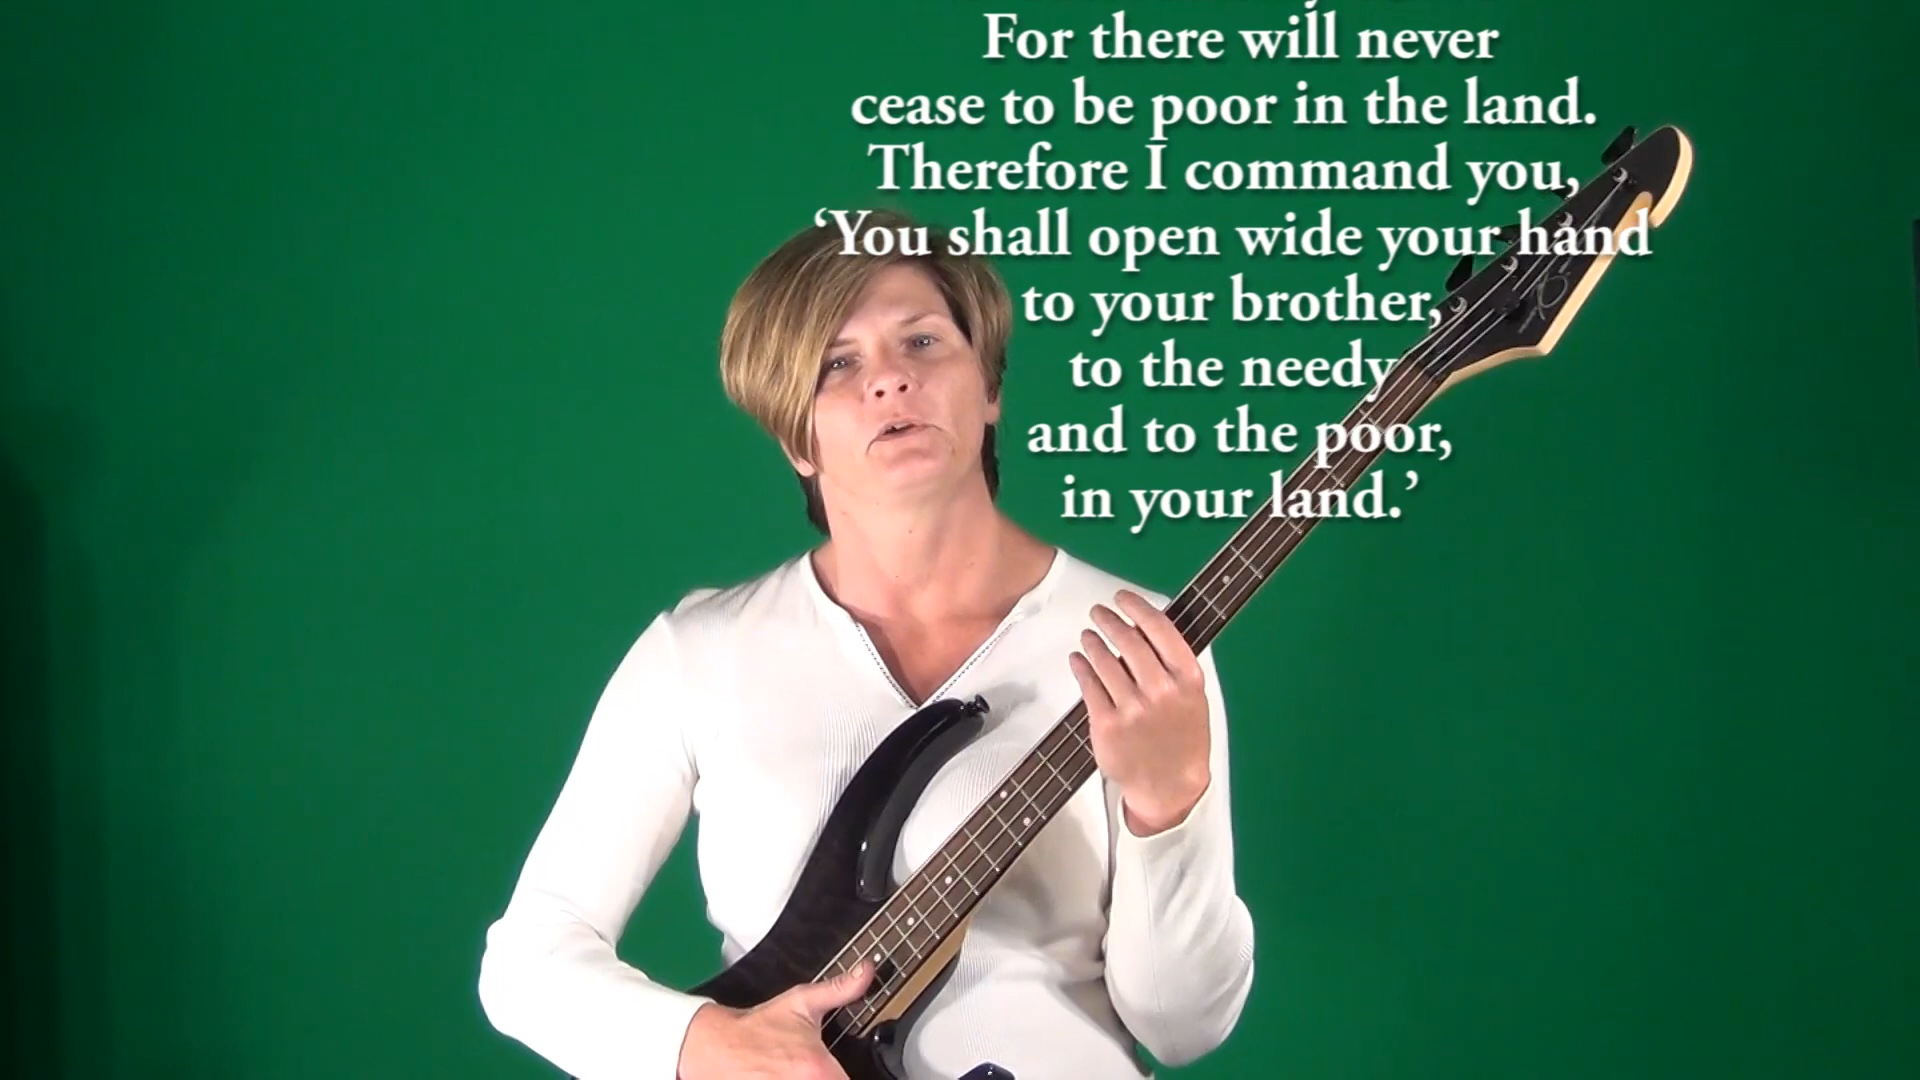 For there will never
cease to be poor in the land.
Therefore I command you,
‘You shall open wide your hand
to your brother,
to the needy
and to the poor,
in your land.’